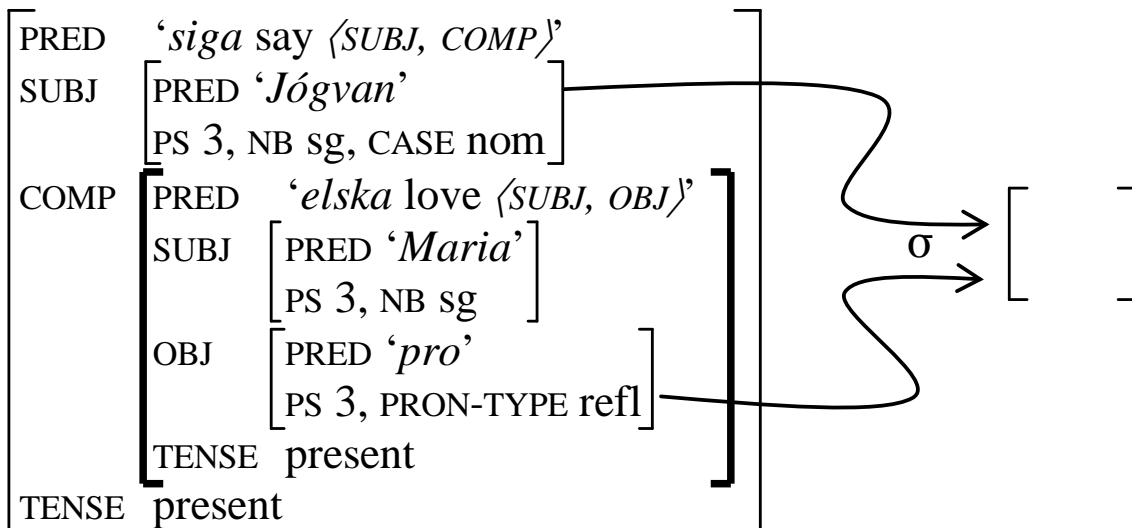 PRED ‘siga say ⟨SUBJ, COMP⟩’
SUBJ PRED ‘Jógvan’
PS 3, NB sg, CASE nom
COMP PRED ‘elska love ⟨SUBJ, OBJ⟩’
SUBJ PRED ‘Maria’
σ
PS 3, NB sg
OBJ PRED ‘pro’
PS 3, PRON-TYPE refl
TENSE present
TENSE present